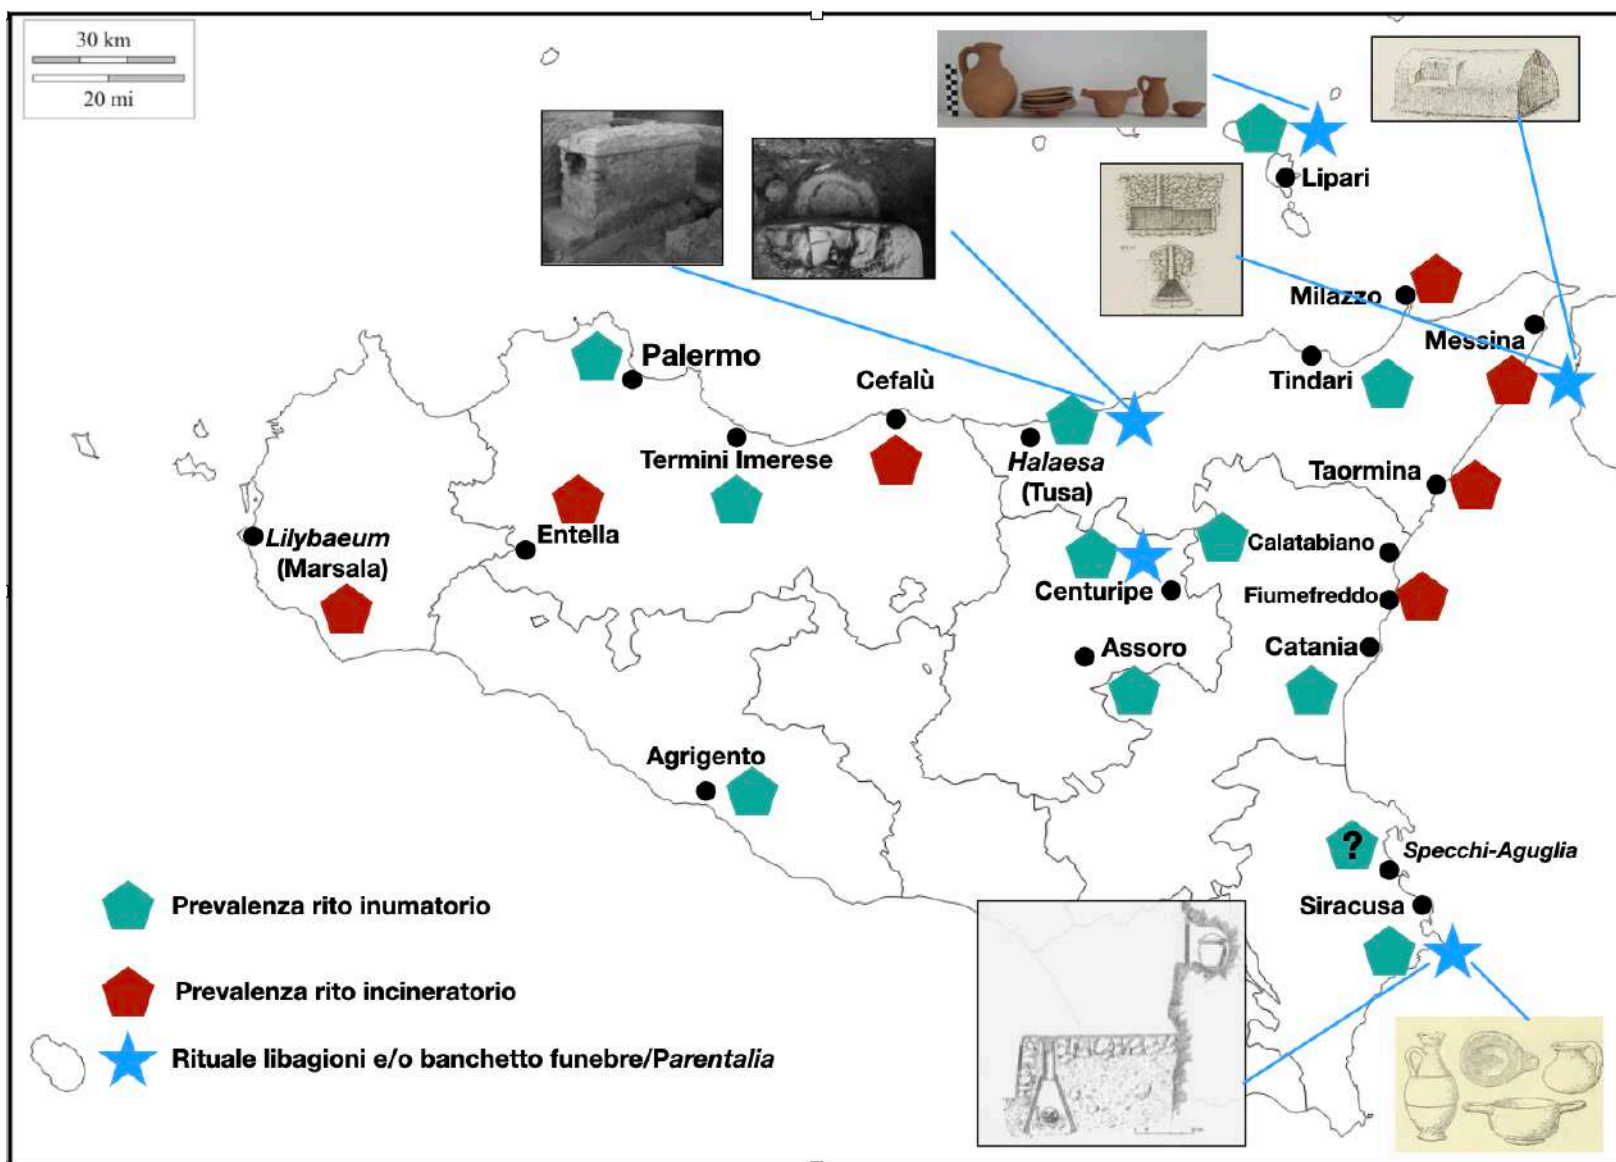 30 km
20 mi
Lipari
Milazzo
Messina
Palermo
Cefalù
Tindari
Termini Imerese
Halaesa
(Tusa)
Taormina
Entella
Lilybaeum
(Marsala)
Calatabiano
Centuripe
Fiumefreddo
Assoro
Catania
Agrigento
?
Specchi-Aguglia
Siracusa
Prevalenza rito inumatorio
Prevalenza rito incineratorio
Rituale libagioni e/o banchetto funebre/Parentalia